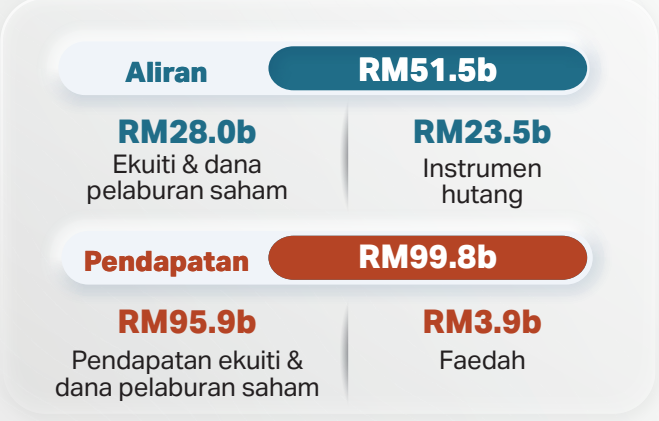 Aliran RM51.5b
RM28.0b
Ekuiti & dana
pelaburan saham
RM23.5b
Instrumen
hutang
Pendapatan RM99.8b
RM95.9b
Pendapatan ekuiti &
dana pelaburan saham
RM3.9b
Faedah